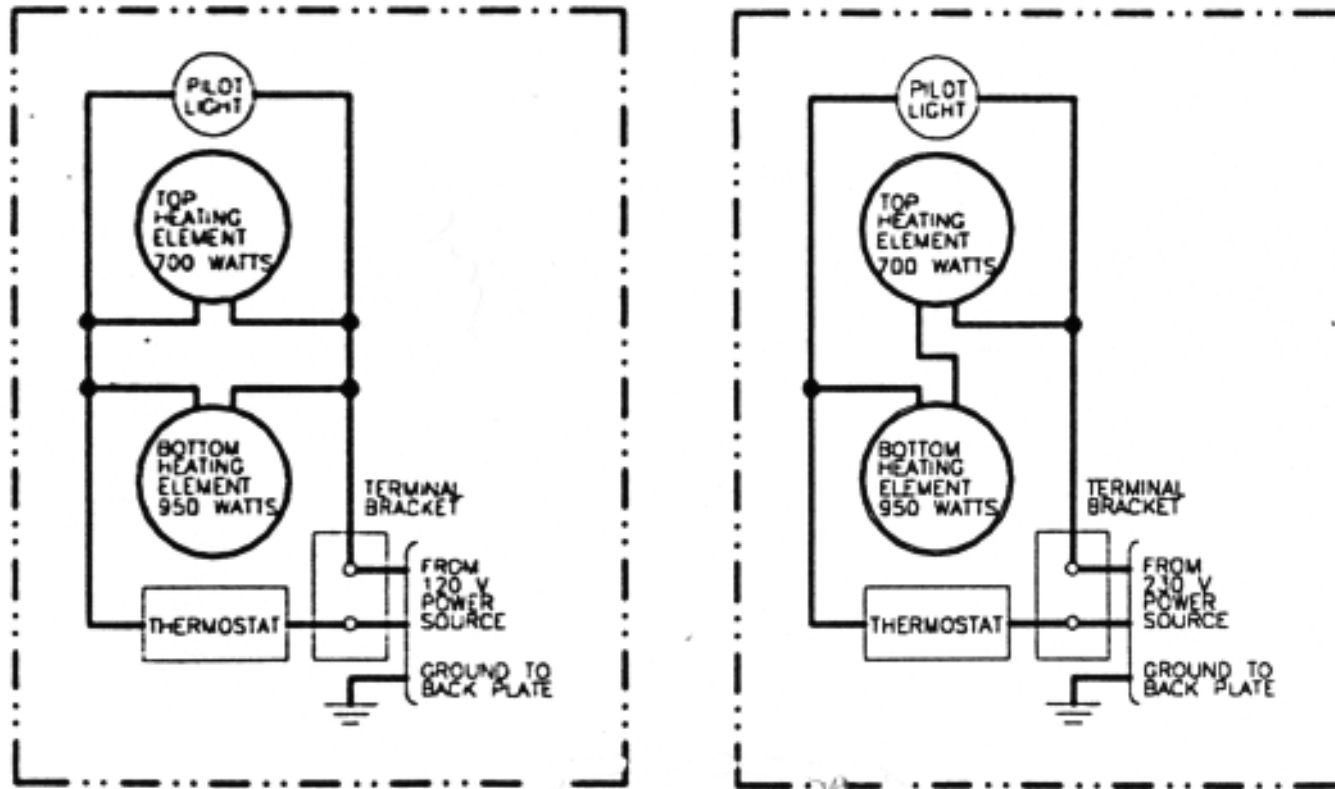 PILOT
LIGHT
TOP
HEATING
ELEMENT
700 WATTS
BOTTOM
HEATING
ELEMENT
950 WATTS
TERMINAL
BRACKET
FROM
120 V
POWER
SOURCE
THERMOSTAT
GROUND TO
BACK PLATE
PILOT
LIGHT
TOP
HEATING
ELEMENT
700 WATTS
BOTTOM
HEATING
ELEMENT
950 WATTS
TERMINAL
BRACKET
FROM
230 V
POWER
SOURCE
THERMOSTAT
GROUND TO
BACK PLATE